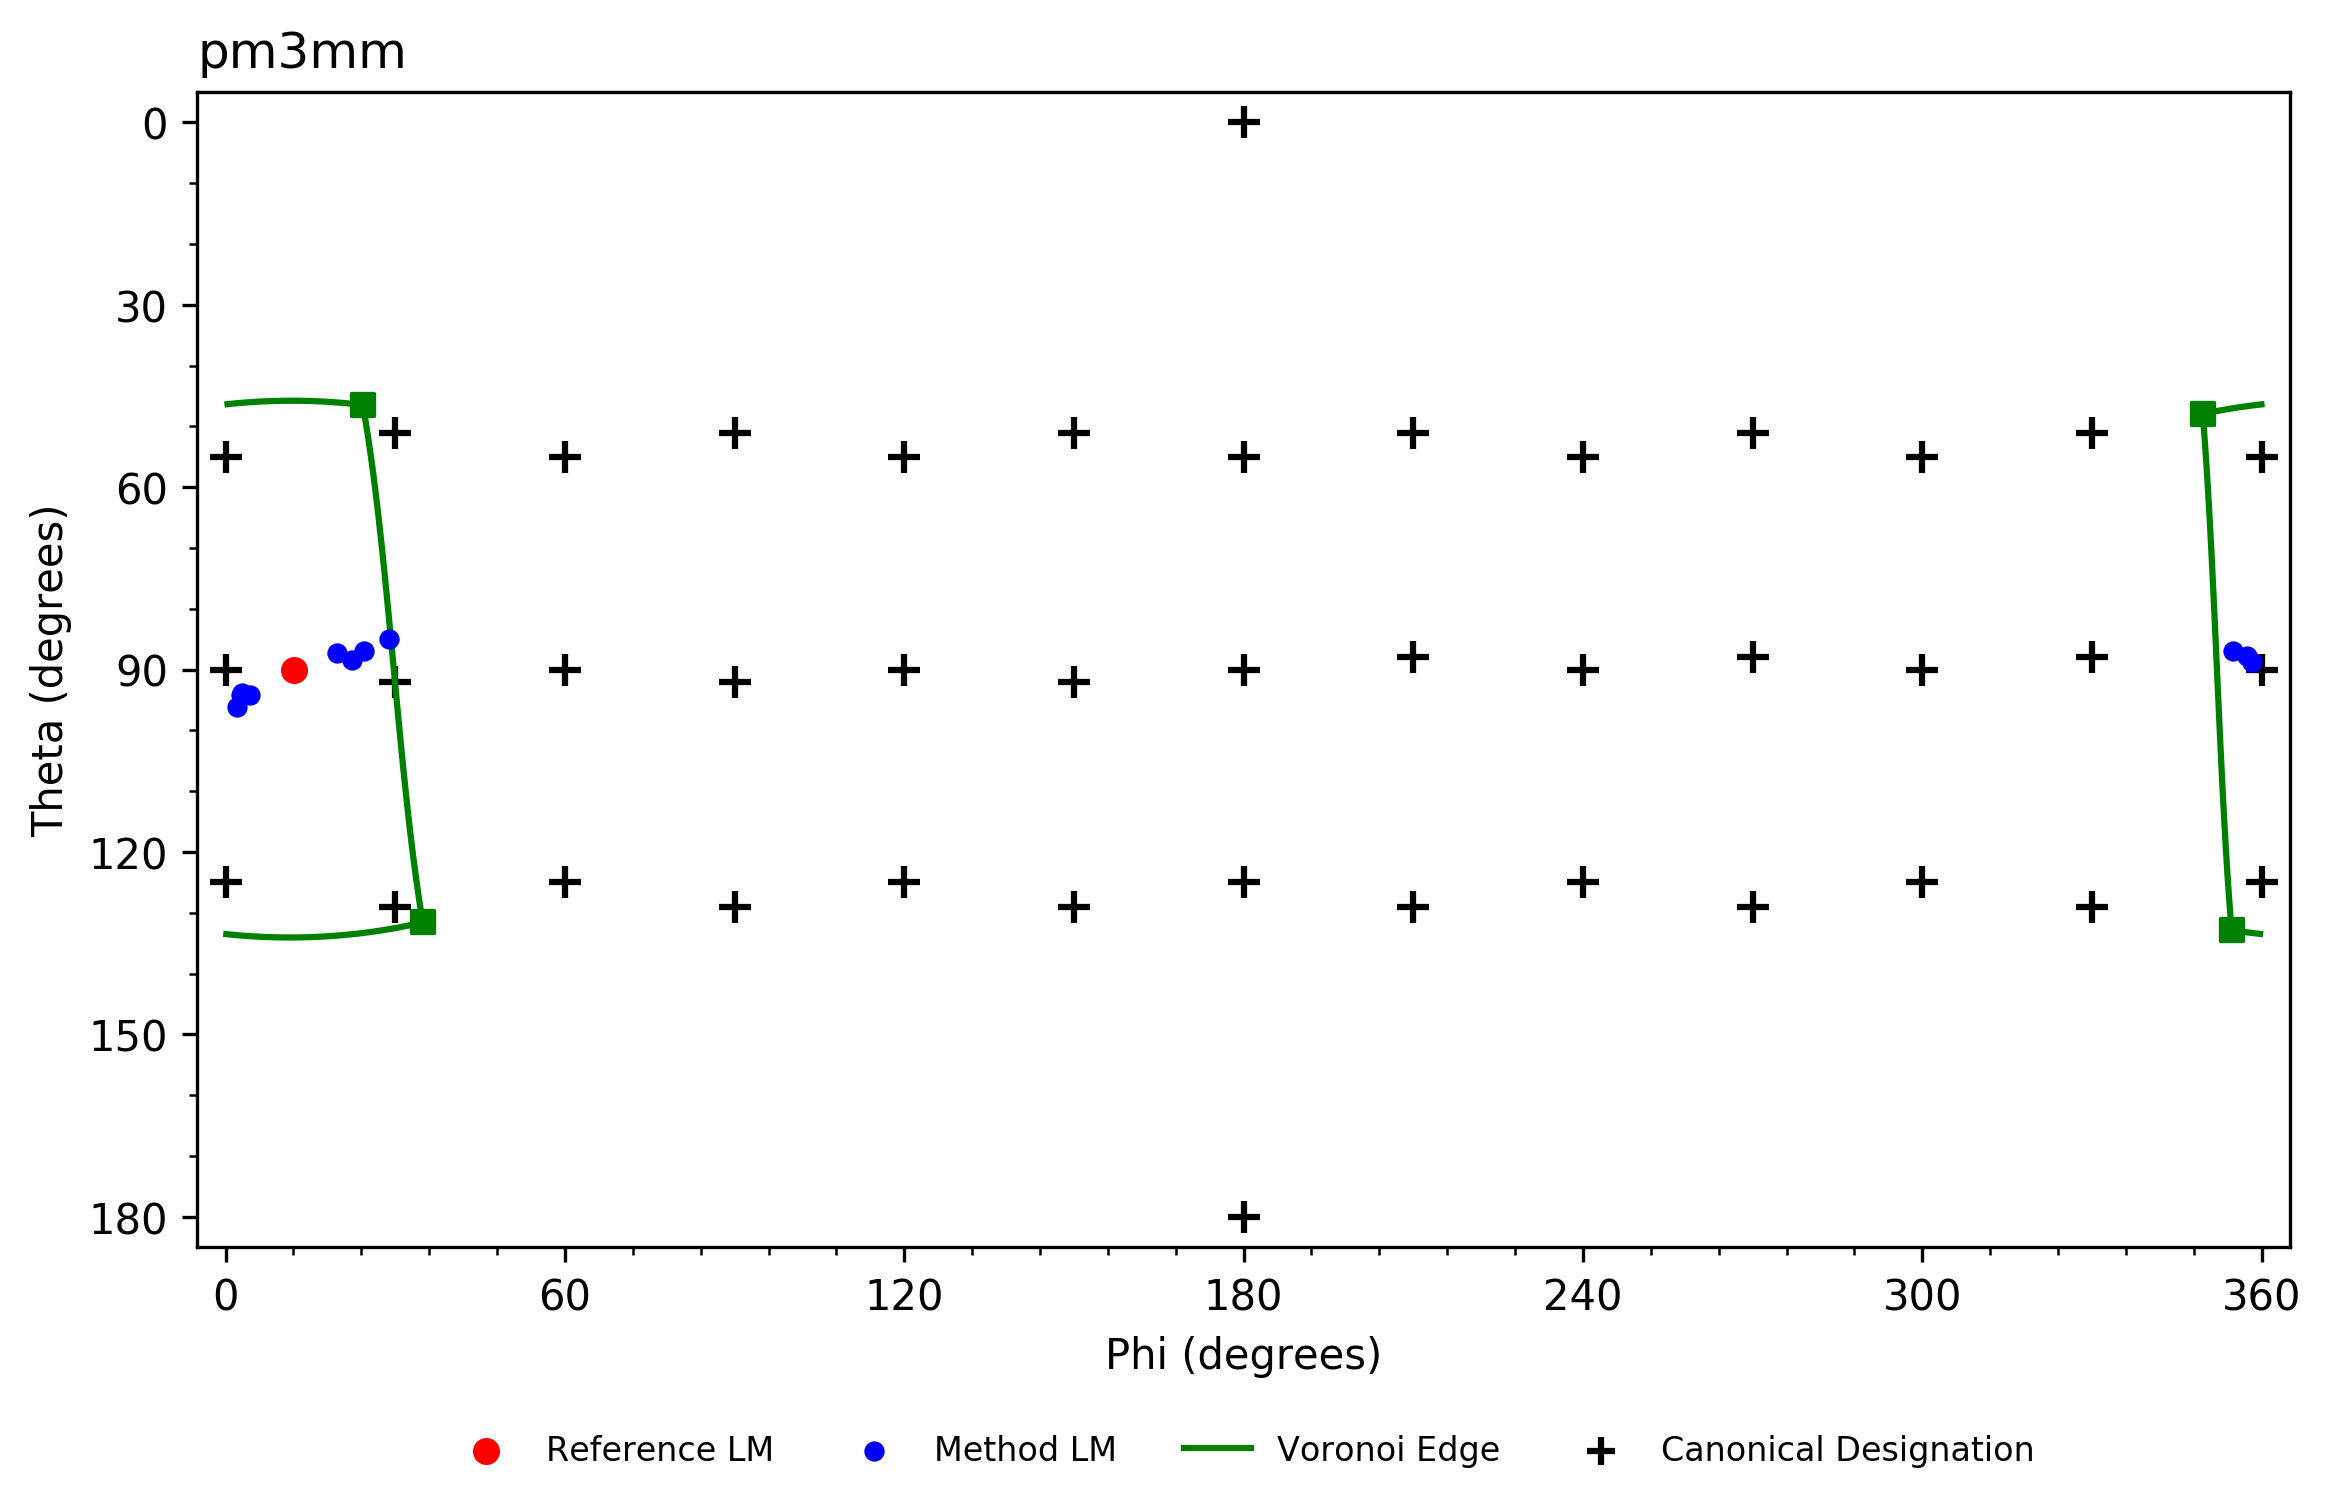 pm3mm
0
30
60
90
120
150
180
Theta (degrees)
0 60 120 180 240 300 360
Phi (degrees)
Reference LM Method LM Voronoi Edge Canonical Designation